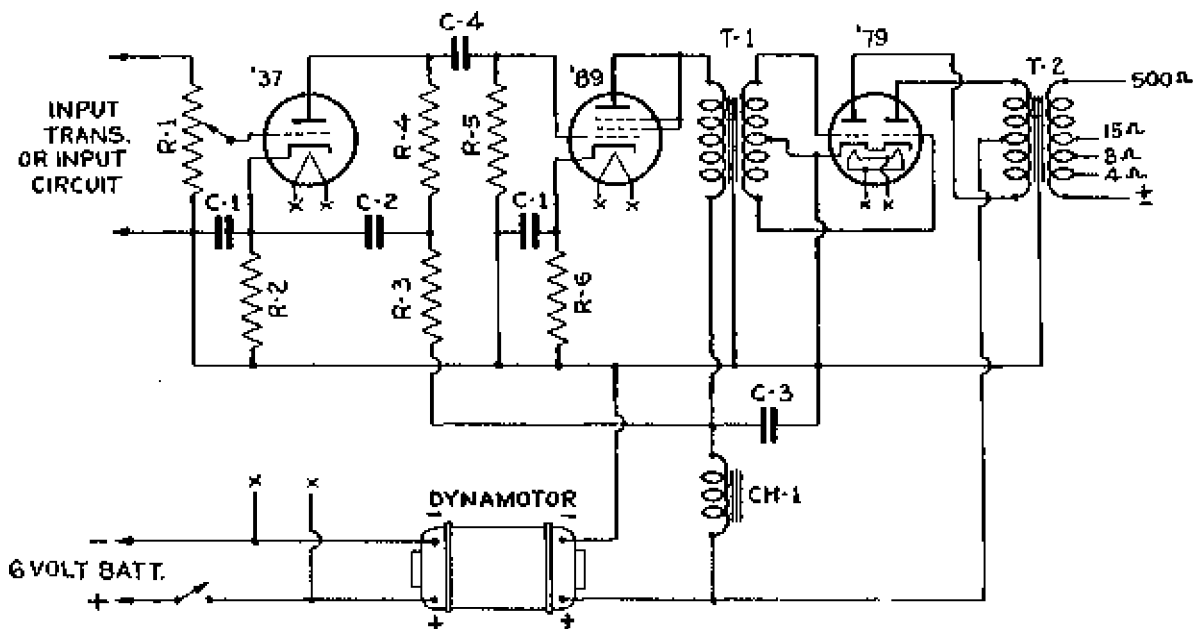 C-4
T-1
'79
T-2
'37
'89
500Ω
INPUT
TRANS.
OR INPUT
CIRCUIT
R-1
R-4
R-5
15Ω
8Ω
4Ω
±
X X
X X
X X
C-1
C-2
C-1
R-2
R-3
R-6
C-3
X
X
DYNAMOTOR
CH-1
- -
-
6 VOLT BATT.
+
+ +